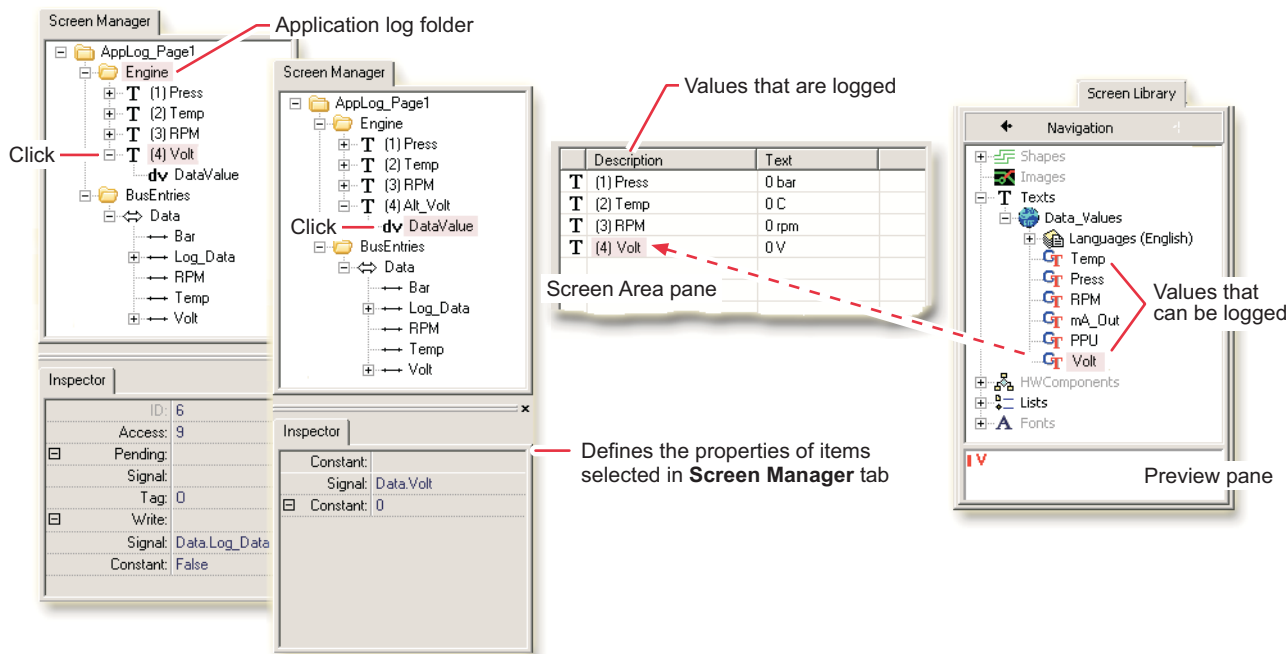 Screen Manager
Application log folder
AppLog_Page1
Engine
T (1) Press
T (2) Temp
T (3) RPM
Click
T (4) Volt
dv DataValue
BusEntries
Data
Bar
Log_Data
RPM
Temp
Volt
Inspector
ID: 6
Access: 9
Pending:
Signal:
Tag: 0
Write:
Signal: Data.Log_Data
Constant: False
Screen Manager
AppLog_Page1
Engine
T (1) Press
T (2) Temp
T (3) RPM
T (4) Alt_Volt
Click
dv DataValue
BusEntries
Data
Bar
Log_Data
RPM
Temp
Volt
Inspector
Constant:
Signal: Data.Volt
Constant: 0
Defines the properties of items
selected in Screen Manager tab
Values that are logged
Description Text
T (1) Press 0 bar
T (2) Temp 0 C
T (3) RPM 0 rpm
T (4) Volt 0 V
Screen Area pane
Screen Library
Navigation
Shapes
Images
T Texts
Data_Values
Languages (English)
GT Temp
GT Press
GT RPM
GT mA_Out
GT PPU
GT Volt
Values that
can be logged
HWComponents
Lists
A Fonts
V
Preview pane